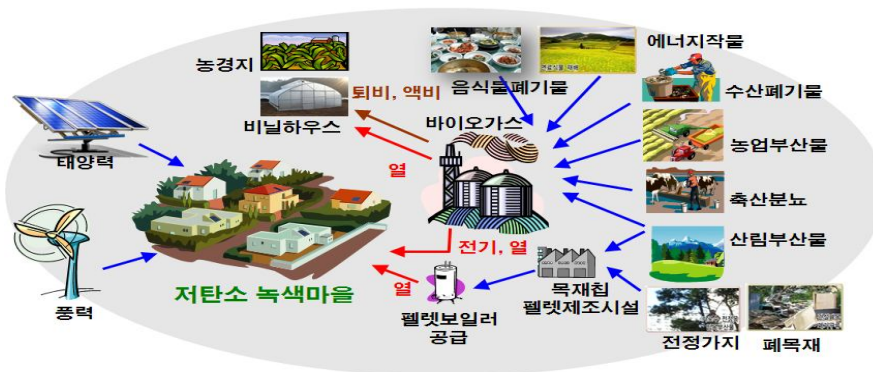 농경지
에너지작물
퇴비, 액비
음식물폐기물
수산폐기물
비닐하우스
바이오가스
농업부산물
태양력
열
축산분뇨
전기, 열
산림부산물
저탄소 녹색마을
열
목재칩
펠렛제조시설
풍력
펠렛보일러
공급
전정가지
폐목재